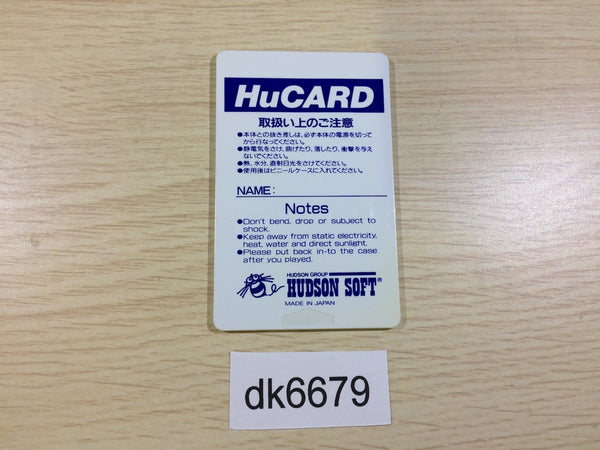 HuCARD
取扱い上のご注意
●本体との抜き差しは、必ず本体の電源を切って
から行なってください。
●静電気をさけ、曲げたり、落したり、衝撃を与え
ないでください。
●熱、水分、直射日光をさけてください。
●使用後はビニールケースに入れてください。
NAME:
Notes
●Don't bend, drop or subject to
shock.
●Keep away from static electricity,
heat, water and direct sunlight.
●Please put back in-to the case
after you played.
HUDSON GROUP
HUDSON SOFT®
MADE IN JAPAN
dk6679